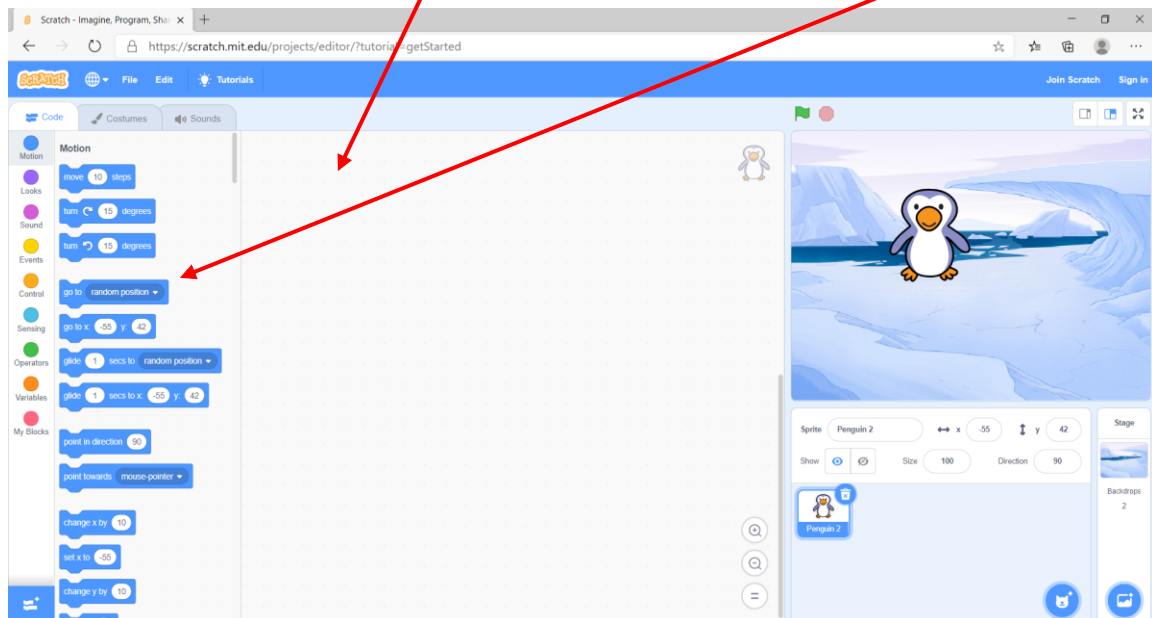 Scratch - Imagine, Program, Sha
https://scratch.mit.edu/projects/editor/?tutorial=getStarted
SCRATCH
File Edit Tutorials
Join Scratch Sign in
Code Costumes Sounds
Motion
Looks
Sound
Events
Control
Sensing
Operators
Variables
My Blocks
Motion
move 10 steps
turn 15 degrees
turn 15 degrees
go to random position
go to x: -55 y: 42
glide 1 secs to random position
glide 1 secs to x: -55 y: 42
point in direction 90
point towards mouse-pointer
change x by 10
set x to -55
change y by 10
Sprite Penguin 2 x -55 y 42
Show Size 100 Direction 90
Penguin 2
Stage
Backdrops
2